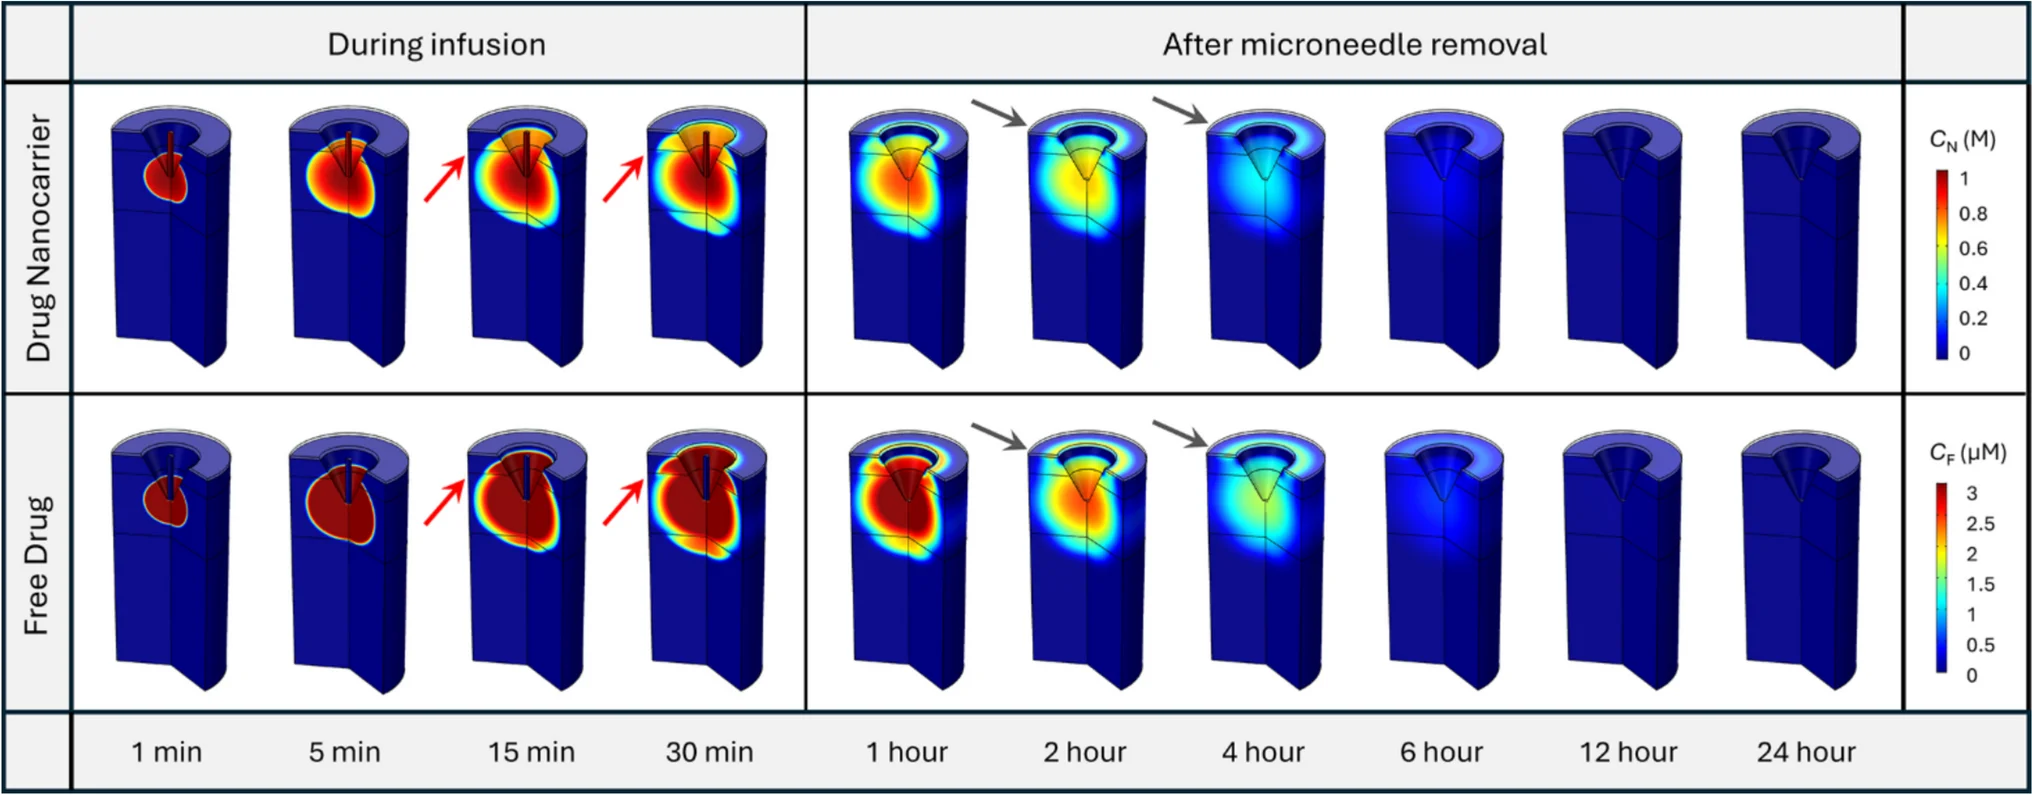 During infusion
After microneedle removal
Drug Nanocarrier
C_N (M)
1
0.8
0.6
0.4
0.2
0
Free Drug
C_F (μM)
3
2.5
2
1.5
1
0.5
0
1 min
5 min
15 min
30 min
1 hour
2 hour
4 hour
6 hour
12 hour
24 hour